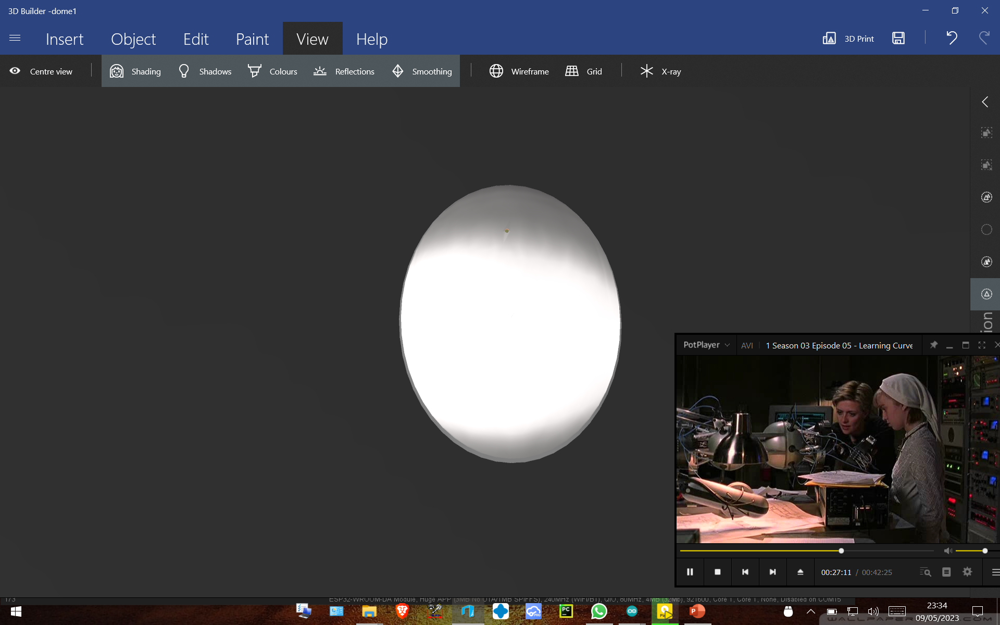 3D Builder -dome1
Insert Object Edit Paint View Help
3D Print
Centre view Shading Shadows Colours Reflections Smoothing Wireframe Grid X-ray
ion
PotPlayer AVI 1 Season 03 Episode 05 - Learning Curve
00:27:11 / 00:42:25
173
ESP32-WROOM-DA Module, Huge APP (3MB No OTA/1MB SPIFFS), 240MHz (WiFi/BT), QIO, 80MHz, 4MB (32Mb), 921600, Core 1, Core 1, None, Disabled on COM15
PRO
PC
P
23:34
09/05/2023